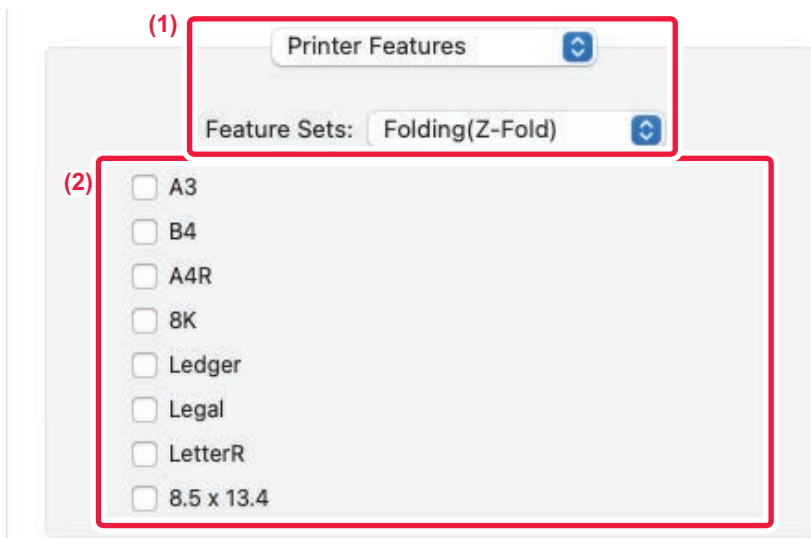 (1)
Printer Features
Feature Sets: Folding(Z-Fold)
(2)
A3
B4
A4R
8K
Ledger
Legal
LetterR
8.5 x 13.4